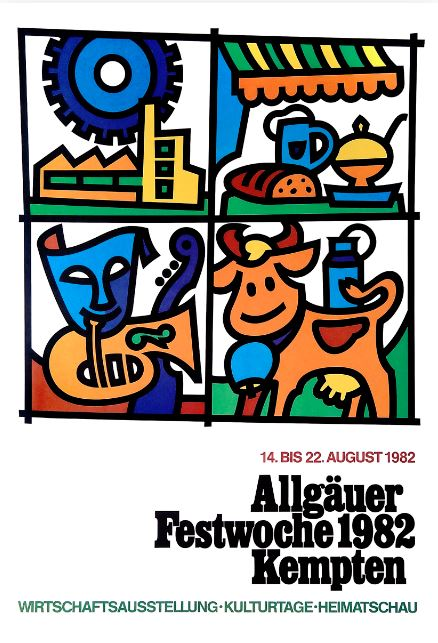 14. BIS 22. AUGUST 1982
Allgäuer
Festwoche 1982
Kempten
WIRTSCHAFTSAUSSTELLUNG·KULTURTAGE·HEIMATSCHAU